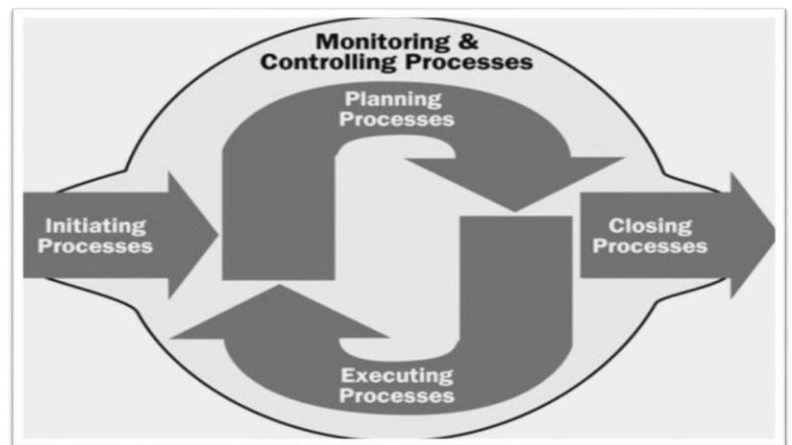 Monitoring &
Controlling Processes
Planning
Processes
Initiating
Processes
Closing
Processes
Executing
Processes